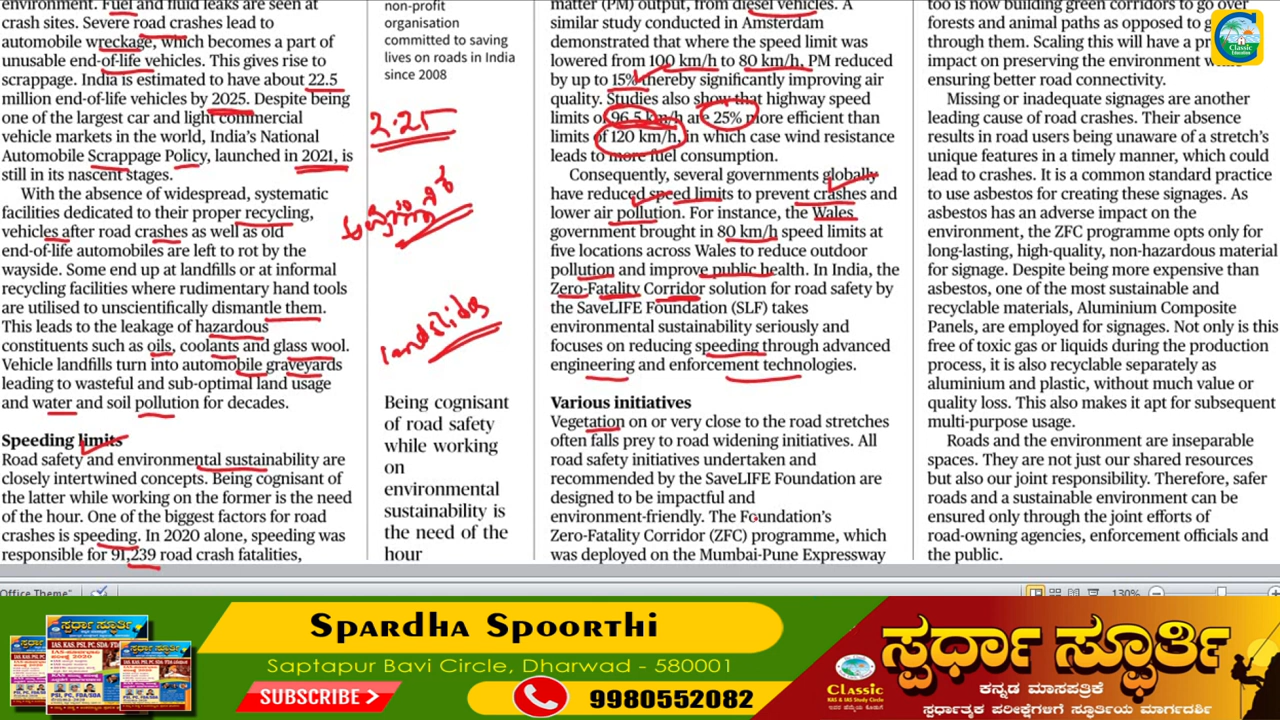 environment. Fuel and fluid leaks are seen at
crash sites. Severe road crashes lead to
automobile wreckage, which becomes a part of
unusable end-of-life vehicles. This gives rise to
scrappage. India is estimated to have about 22.5
million end-of-life vehicles by 2025. Despite being
one of the largest car and light commercial
vehicle markets in the world, India's National
Automobile Scrappage Policy, launched in 2021, is
still in its nascent stages.
With the absence of widespread, systematic
facilities dedicated to their proper recycling,
vehicles after road crashes as well as old
end-of-life automobiles are left to rot by the
wayside. Some end up at landfills or at informal
recycling facilities where rudimentary hand tools
are utilised to unscientifically dismantle them.
This leads to the leakage of hazardous
constituents such as oils, coolants and glass wool.
Vehicle landfills turn into automobile graveyards
leading to wasteful and sub-optimal land usage
and water and soil pollution for decades.
Speeding limits
Road safety and environmental sustainability are
closely intertwined concepts. Being cognisant of
the latter while working on the former is the need
of the hour. One of the biggest factors for road
crashes is speeding. In 2020 alone, speeding was
responsible for 91,239 road crash fatalities,
non-profit
organisation
committed to saving
lives on roads in India
since 2008
2.25
landslides
Being cognisant
of road safety
while working
on
environmental
sustainability is
the need of the
hour
matter (PM) output, from diesel vehicles. A
similar study conducted in Amsterdam
demonstrated that where the speed limit was
lowered from 100 km/h to 80 km/h, PM reduced
by up to 15% thereby significantly improving air
quality. Studies also show that highway speed
limits of 96.5 km/h are 25% more efficient than
limits of 120 km/h, in which case wind resistance
leads to more fuel consumption.
Consequently, several governments globally
have reduced speed limits to prevent crashes and
lower air pollution. For instance, the Wales
government brought in 80 km/h speed limits at
five locations across Wales to reduce outdoor
pollution and improve public health. In India, the
Zero-Fatality Corridor solution for road safety by
the SaveLIFE Foundation (SLF) takes
environmental sustainability seriously and
focuses on reducing speeding through advanced
engineering and enforcement technologies.
Various initiatives
Vegetation on or very close to the road stretches
often falls prey to road widening initiatives. All
road safety initiatives undertaken and
recommended by the SaveLIFE Foundation are
designed to be impactful and
environment-friendly. The Foundation's
Zero-Fatality Corridor (ZFC) programme, which
was deployed on the Mumbai-Pune Expressway
too is now building green corridors to go over
forests and animal paths as opposed to
through them. Scaling this will have a
impact on preserving the environment
ensuring better road connectivity.
Missing or inadequate signages are another
leading cause of road crashes. Their absence
results in road users being unaware of a stretch's
unique features in a timely manner, which could
lead to crashes. It is a common standard practice
to use asbestos for creating these signages. As
asbestos has an adverse impact on the
environment, the ZFC programme opts only for
long-lasting, high-quality, non-hazardous material
for signage. Despite being more expensive than
asbestos, one of the most sustainable and
recyclable materials, Aluminium Composite
Panels, are employed for signages. Not only is this
free of toxic gas or liquids during the production
process, it is also recyclable separately as
aluminium and plastic, without much value or
quality loss. This also makes it apt for subsequent
multi-purpose usage.
Roads and the environment are inseparable
spaces. They are not just our shared resources
but also our joint responsibility. Therefore, safer
roads and a sustainable environment can be
ensured only through the joint efforts of
road-owning agencies, enforcement officials and
the public.
Classic
Education
Office Theme"
130%
ಸ್ಪರ್ಧಾ ಸ್ಫೂರ್ತಿ
Spardha Spoorthi
Saptapur Bavi Circle, Dharwad - 580001
SUBSCRIBE >
9980552082
Classic
KAS & IAS Study Circle
ಸ್ಪರ್ಧಾ ಸ್ಫೂರ್ತಿ
ಕನ್ನಡ ಮಾಸಪತ್ರಿಕೆ
ಸ್ಪರ್ಧಾತ್ಮಕ ಪರೀಕ್ಷೆಗಳಿಗೆ ಸ್ಫೂರ್ತಿಯ ಮಾರ್ಗದರ್ಶಿ